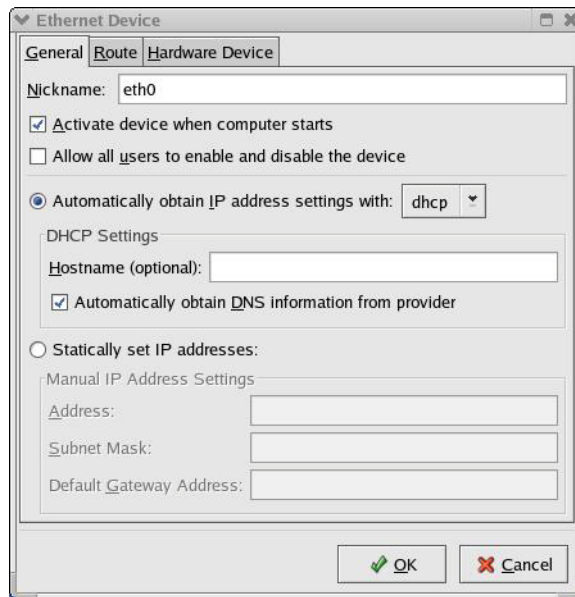 Ethernet Device
General Route Hardware Device
Nickname: eth0
Activate device when computer starts
Allow all users to enable and disable the device
Automatically obtain IP address settings with: dhcp
DHCP Settings
Hostname (optional):
Automatically obtain DNS information from provider
Statically set IP addresses:
Manual IP Address Settings
Address:
Subnet Mask:
Default Gateway Address:
OK Cancel